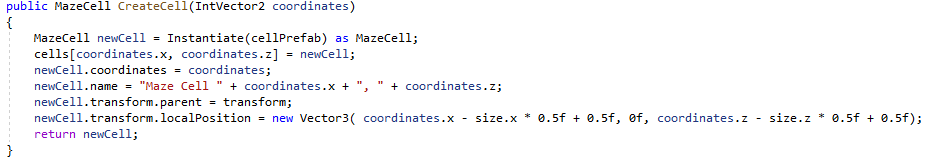 public MazeCell CreateCell(IntVector2 coordinates)
{
    MazeCell newCell = Instantiate(cellPrefab) as MazeCell;
    cells[coordinates.x, coordinates.z] = newCell;
    newCell.coordinates = coordinates;
    newCell.name = "Maze Cell " + coordinates.x + ", " + coordinates.z;
    newCell.transform.parent = transform;
    newCell.transform.localPosition = new Vector3( coordinates.x - size.x * 0.5f + 0.5f, 0f, coordinates.z - size.z * 0.5f + 0.5f);
    return newCell;
}